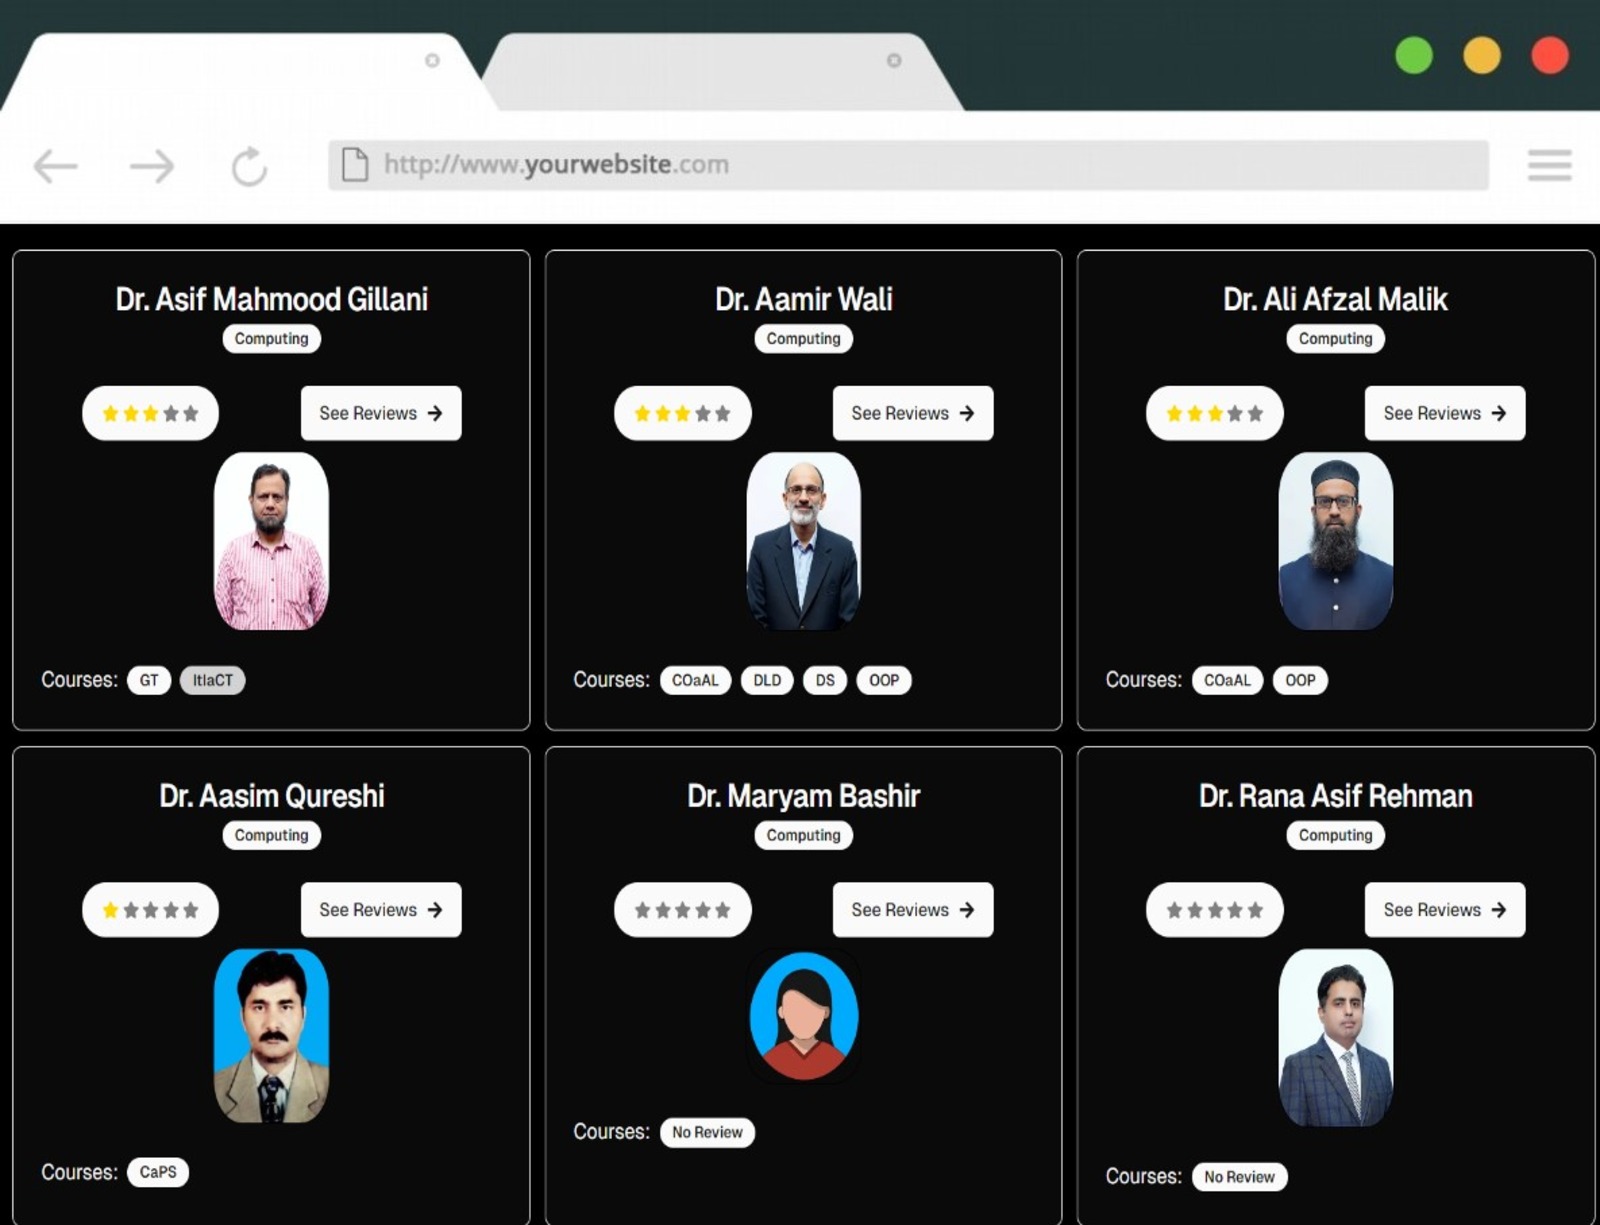 http://www.yourwebsite.com
Dr. Asif Mahmood Gillani
Computing
See Reviews →
Courses: GT ItIaCT
Dr. Aamir Wali
Computing
See Reviews →
Courses: COaAL DLD DS OOP
Dr. Ali Afzal Malik
Computing
See Reviews →
Courses: COaAL OOP
Dr. Aasim Qureshi
Computing
See Reviews →
Courses: CaPS
Dr. Maryam Bashir
Computing
See Reviews →
Courses: No Review
Dr. Rana Asif Rehman
Computing
See Reviews →
Courses: No Review